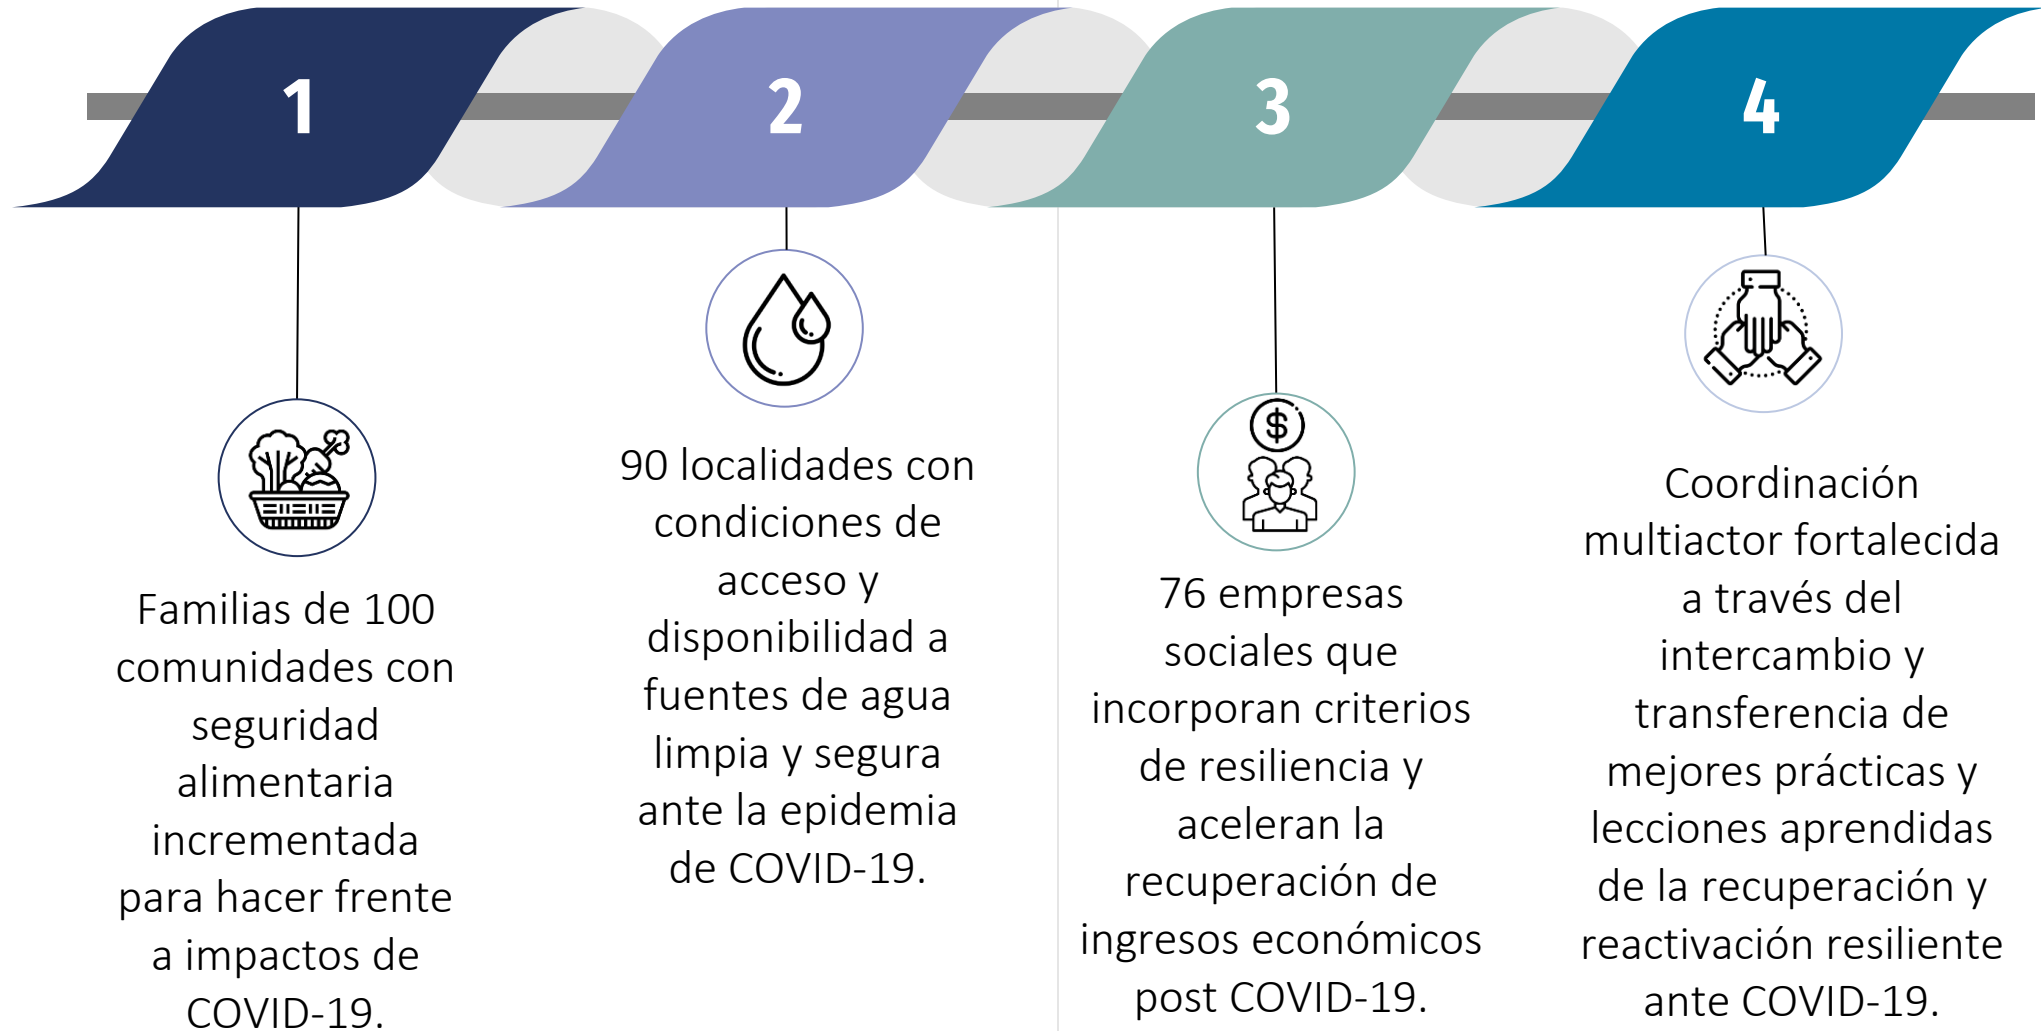 1
2
3
4
Familias de 100
comunidades con
seguridad
alimentaria
incrementada
para hacer frente
a impactos de
COVID-19.
90 localidades con
condiciones de
acceso y
disponibilidad a
fuentes de agua
limpia y segura
ante la epidemia
de COVID-19.
$
76 empresas
sociales que
incorporan criterios
de resiliencia y
aceleran la
recuperación de
ingresos económicos
post COVID-19.
Coordinación
multiactor fortalecida
a través del
intercambio y
transferencia de
mejores prácticas y
lecciones aprendidas
de la recuperación y
reactivación resiliente
ante COVID-19.